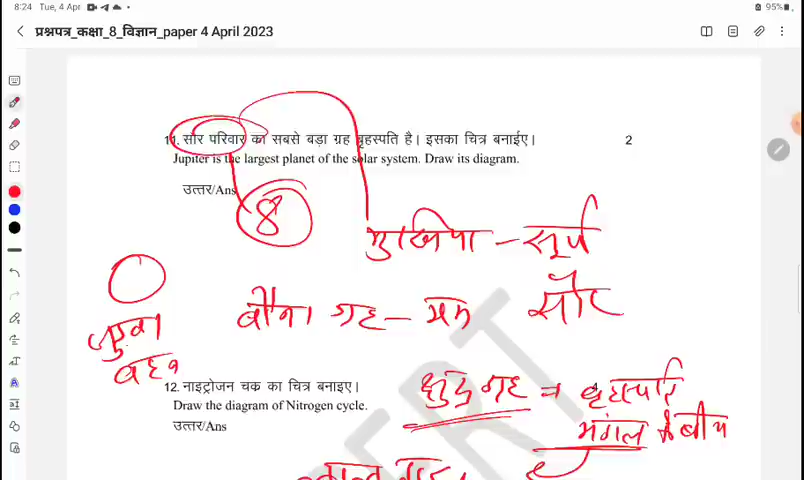 8:24 Tue, 4 Apr
95%
प्रश्नपत्र_कक्षा_8_विज्ञान_paper 4 April 2023
11. सौर परिवार का सबसे बड़ा ग्रह बृहस्पति है। इसका चित्र बनाईए। 2
Jupiter is the largest planet of the solar system. Draw its diagram.
उत्तर/Ans
8
मुखिया – सूर्य
बौना ग्रह – यम
सौर
12. नाइट्रोजन चक्र का चित्र बनाइए। 4
Draw the diagram of Nitrogen cycle.
उत्तर/Ans
क्षुद्र ग्रह = बृहस्पति
मंगल के बीच